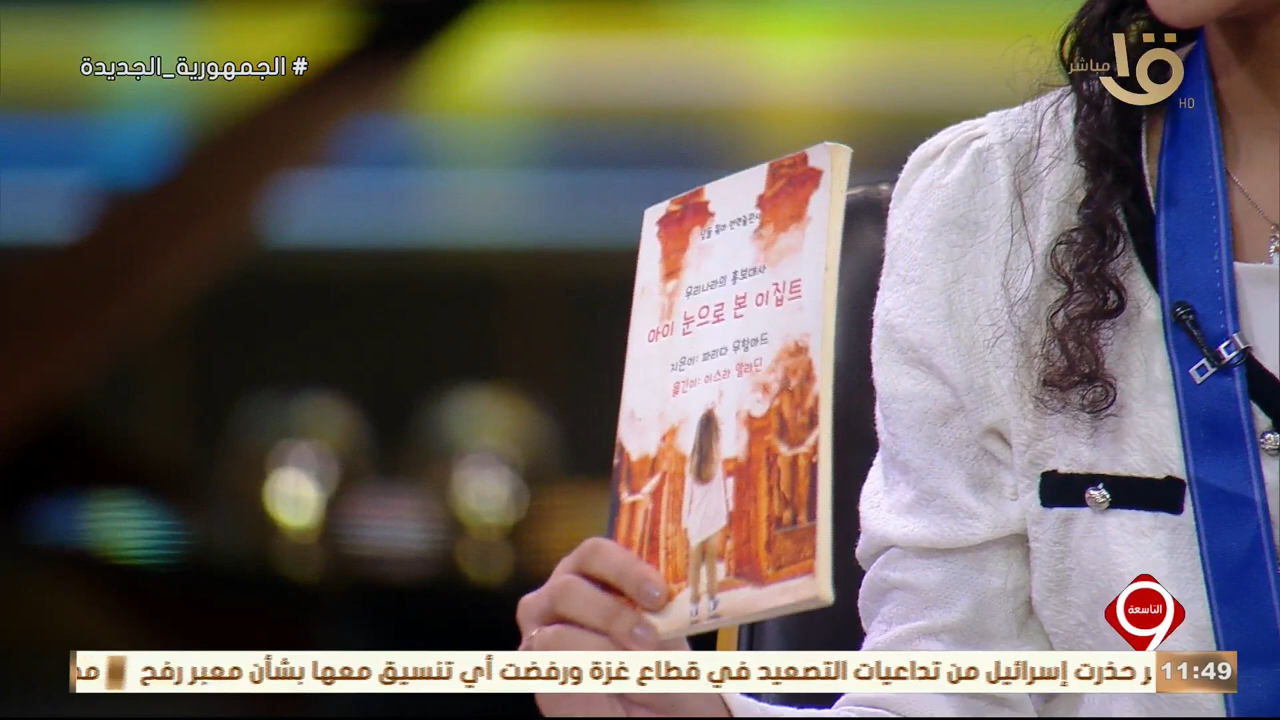 # الجمهورية_الجديدة
مباشر
HD
우리나라의 홍보대사
아이 눈으로 본 이집트
지은이: 파리다 무함마드
옮긴이: 이스라 알라딘
التاسعة
9
ر حذرت إسرائيل من تداعيات التصعيد في قطاع غزة ورفضت أي تنسيق معها بشأن معبر رفح
11:49